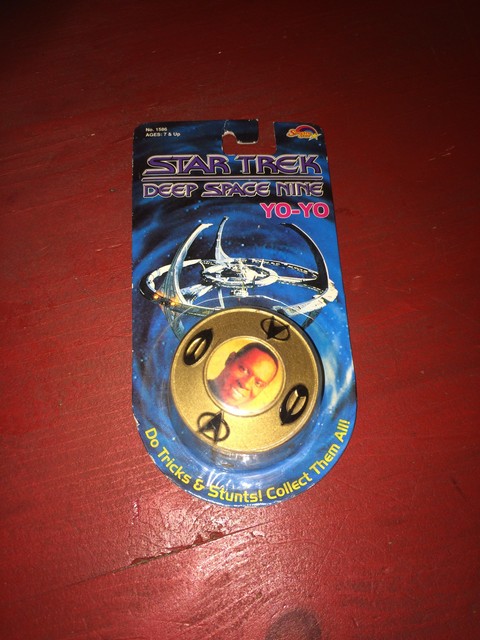 No. 1586
AGES: 7 & Up
STAR TREK
DEEP SPACE NINE
YO-YO
Do Tricks & Stunts! Collect Them All!